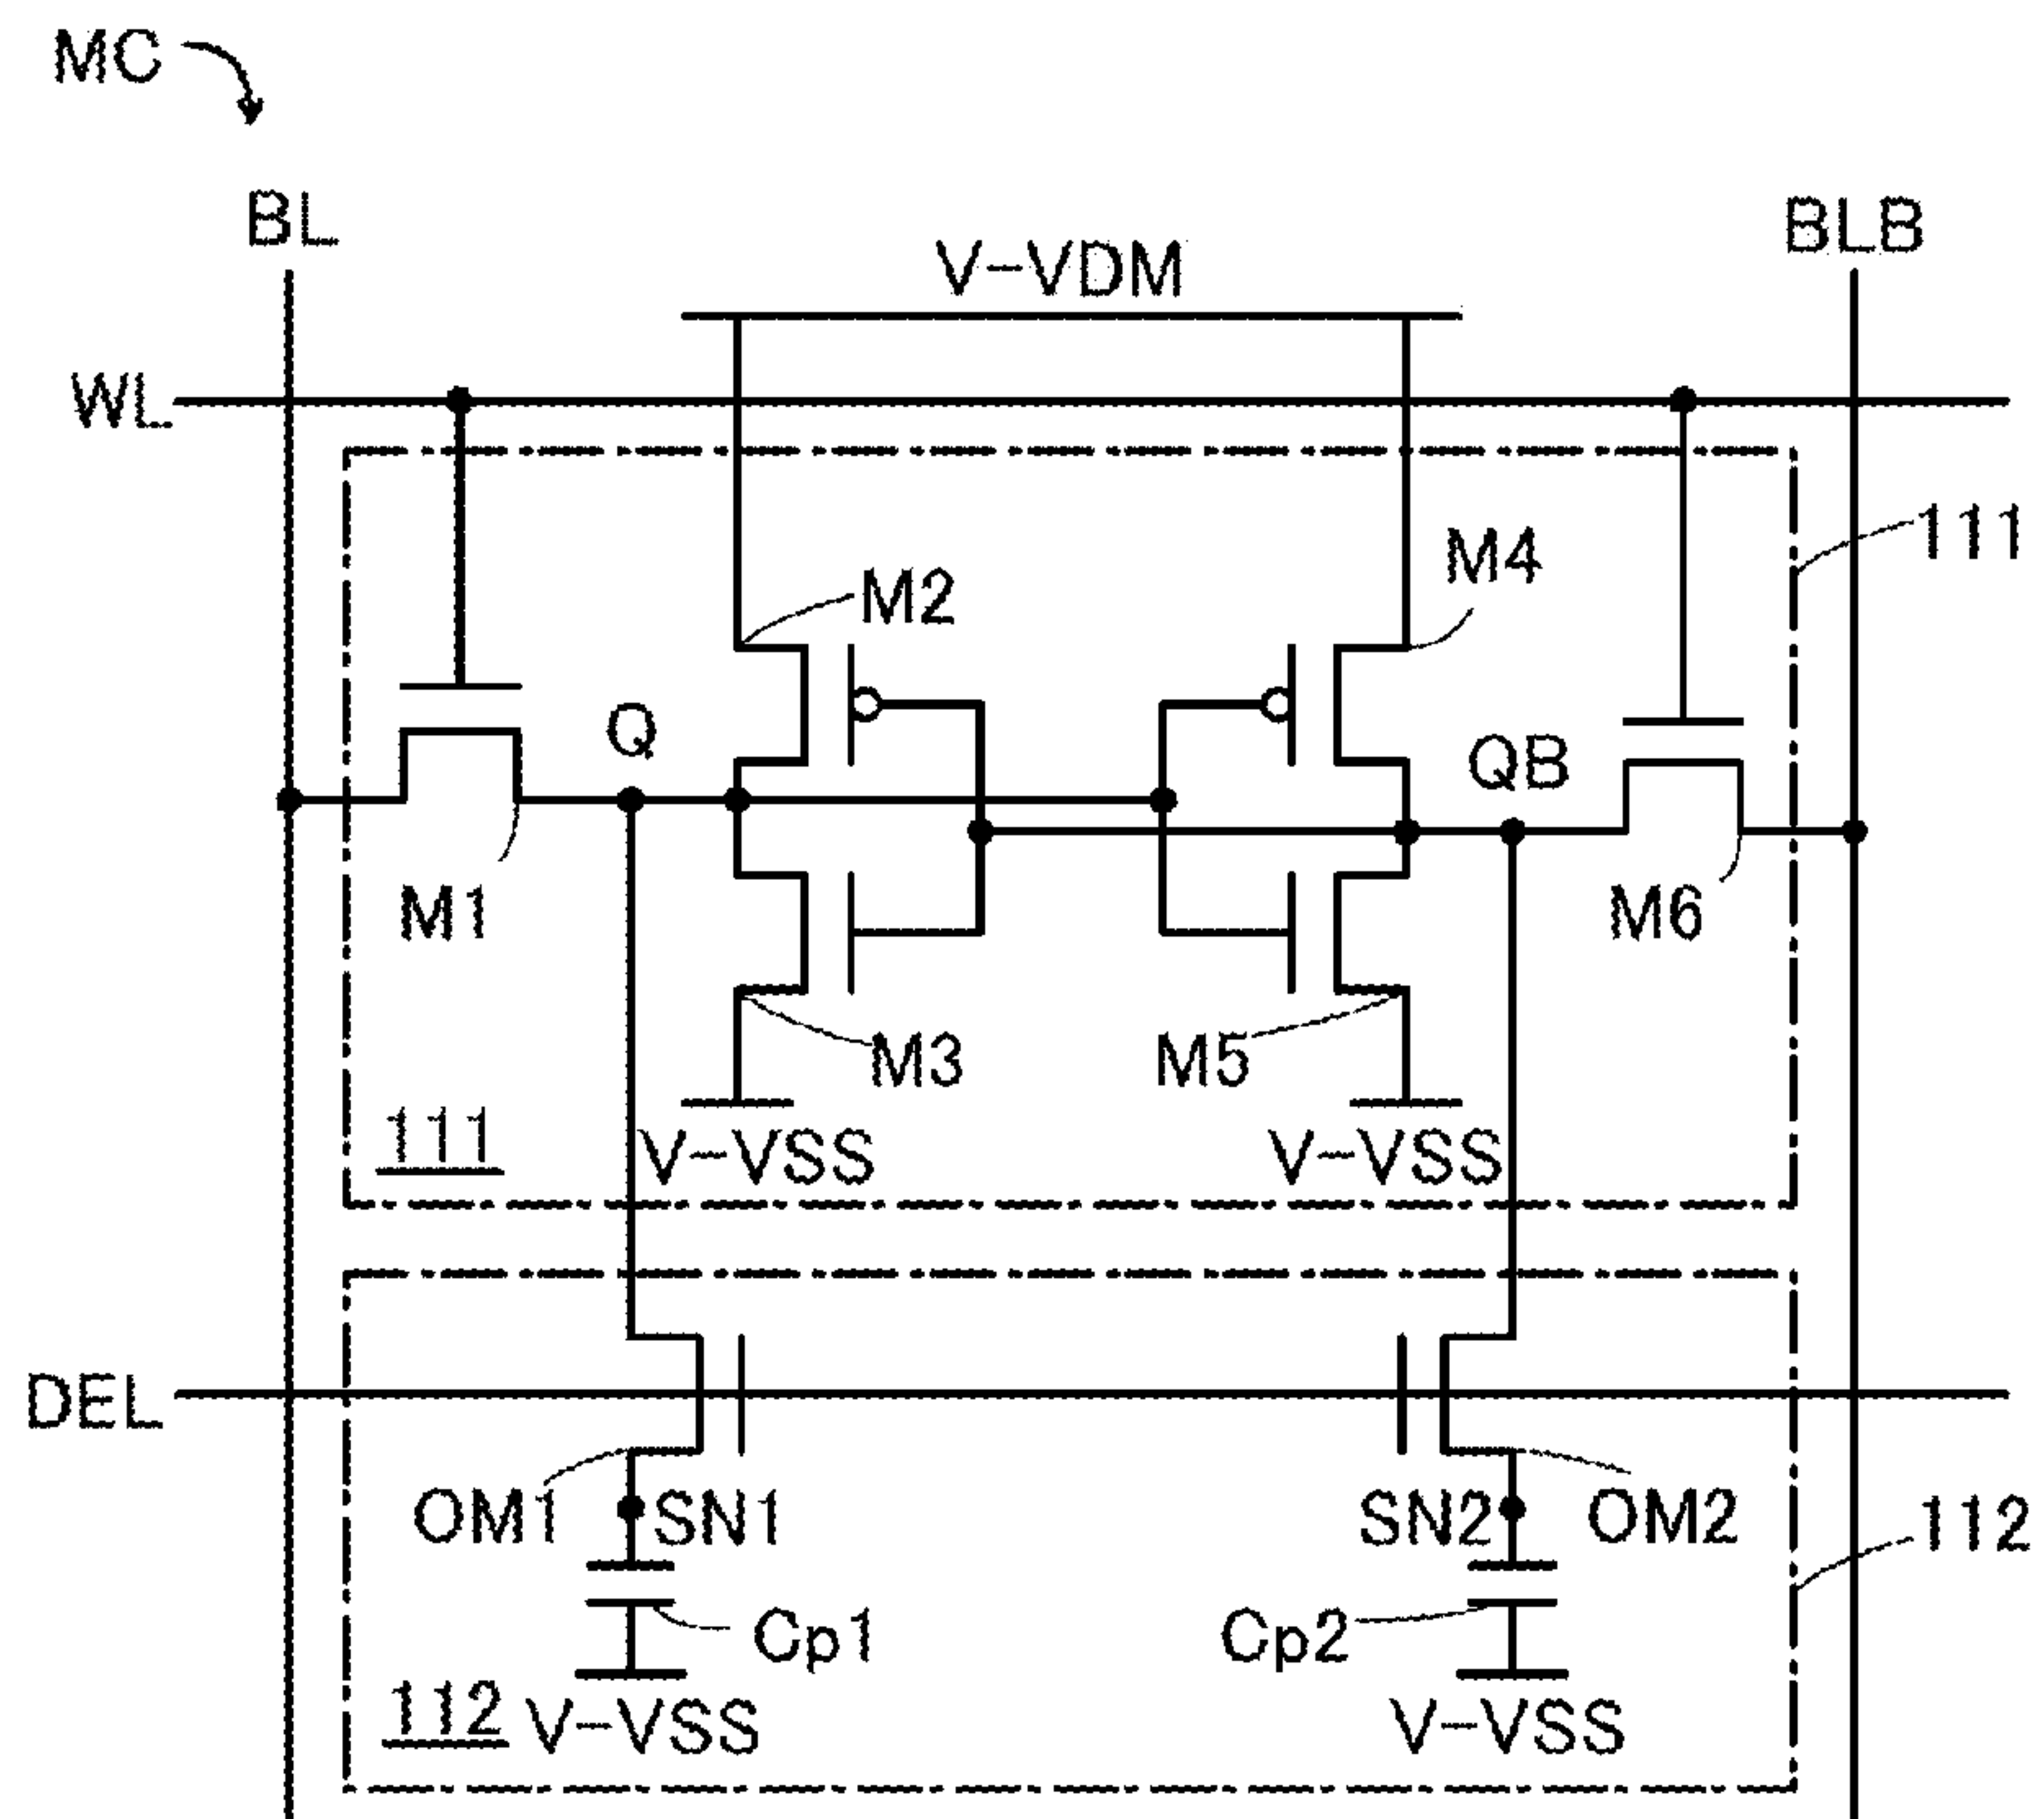 MC
BL
BLB
V-VDM
WL
111
M4
M2
Q
QB
M1
M6
M3
M5
111
V-VSS
V-VSS
DEL
OM1
SN1
SN2
OM2
112
Cp1
Cp2
112
V-VSS
V-VSS